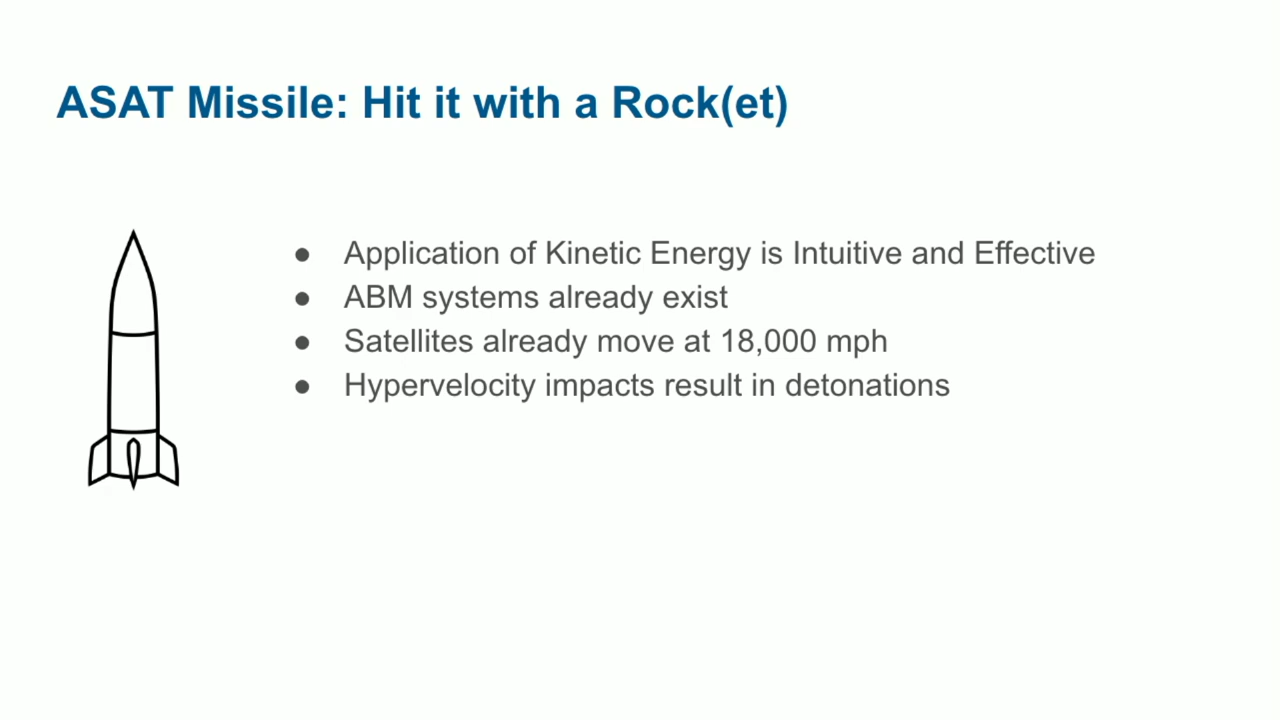 ASAT Missile: Hit it with a Rock(et)
● Application of Kinetic Energy is Intuitive and Effective
● ABM systems already exist
● Satellites already move at 18,000 mph
● Hypervelocity impacts result in detonations